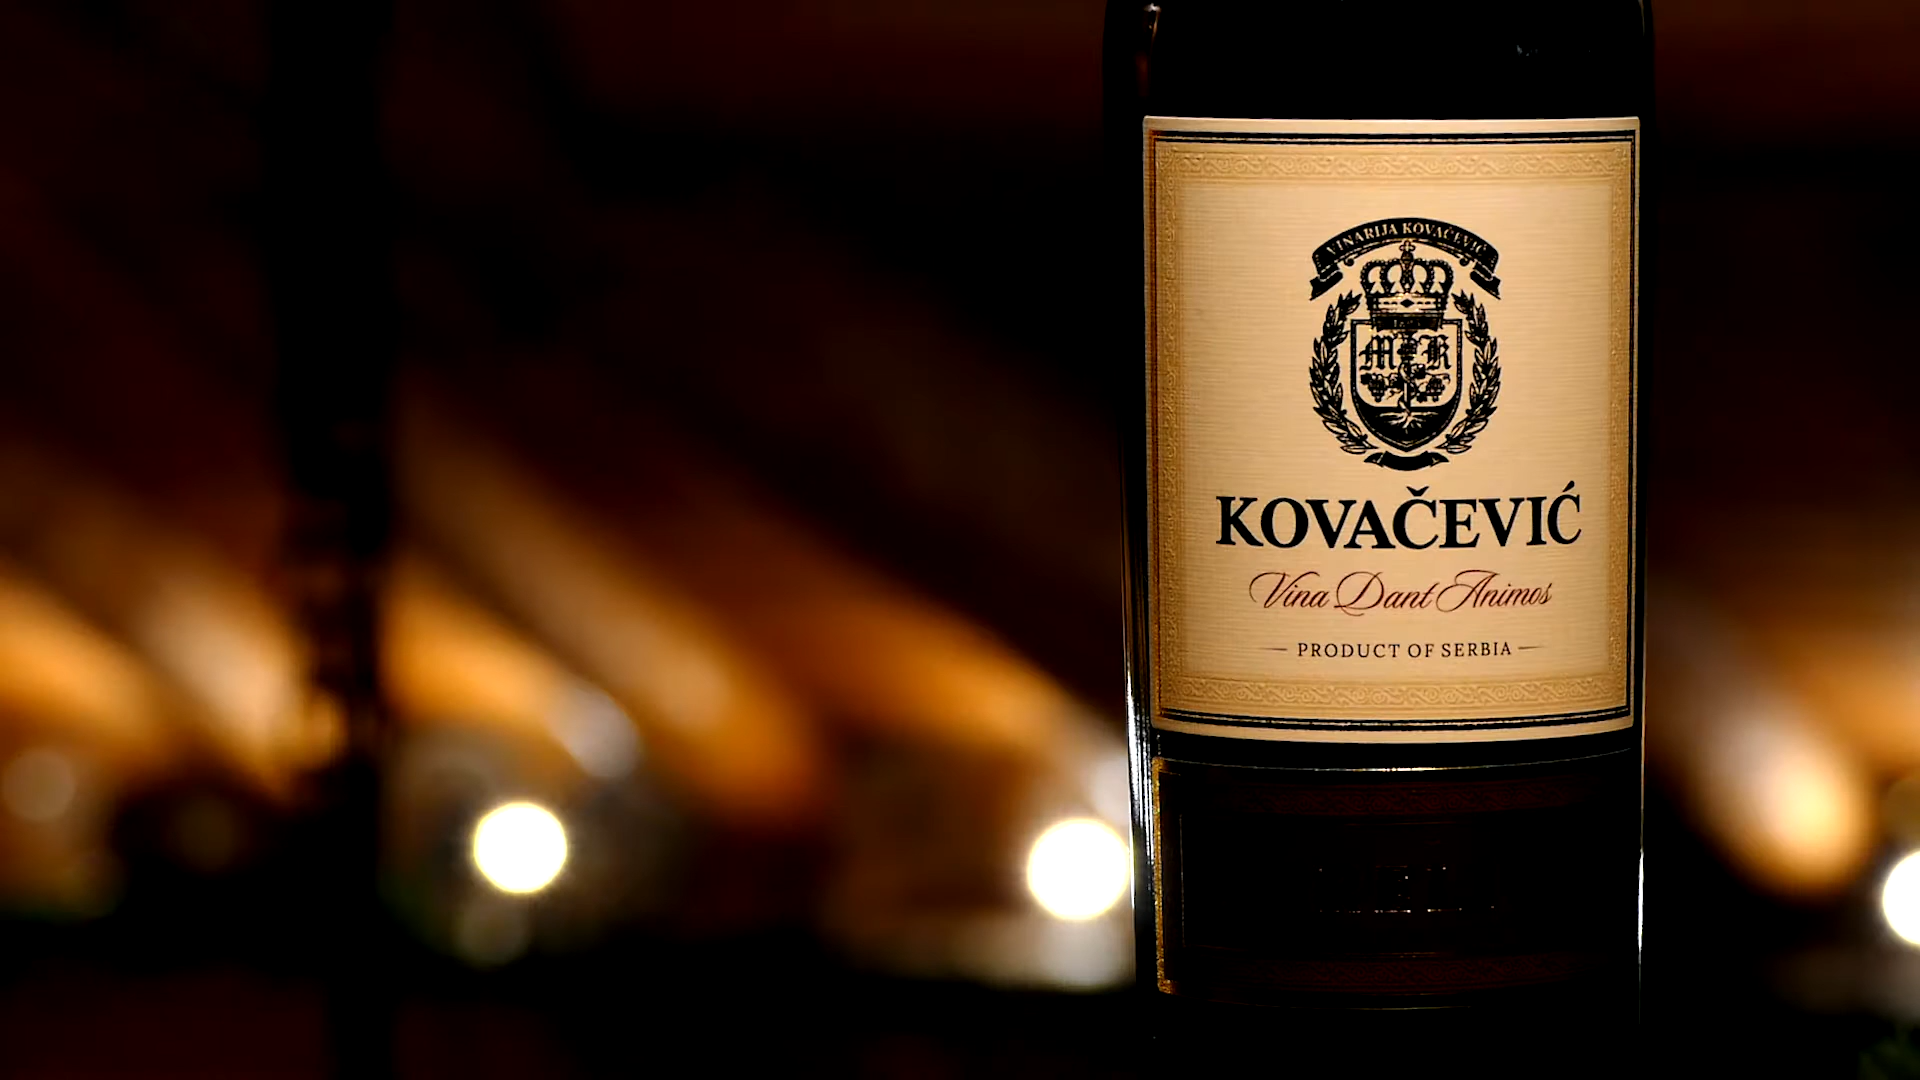 VINARIJA KOVAČEVIĆ
M K
KOVAČEVIĆ
Vina Dant Animos
PRODUCT OF SERBIA